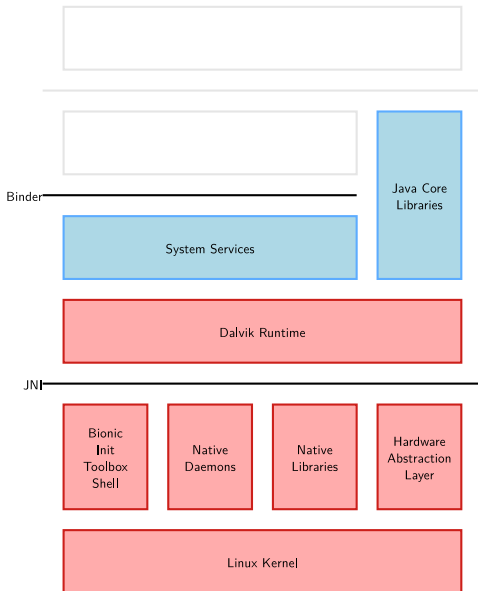 Java Core
Libraries
Binder
System Services
Dalvik Runtime
JNI
Bionic
Init
Toolbox
Shell
Native
Daemons
Native
Libraries
Hardware
Abstraction
Layer
Linux Kernel